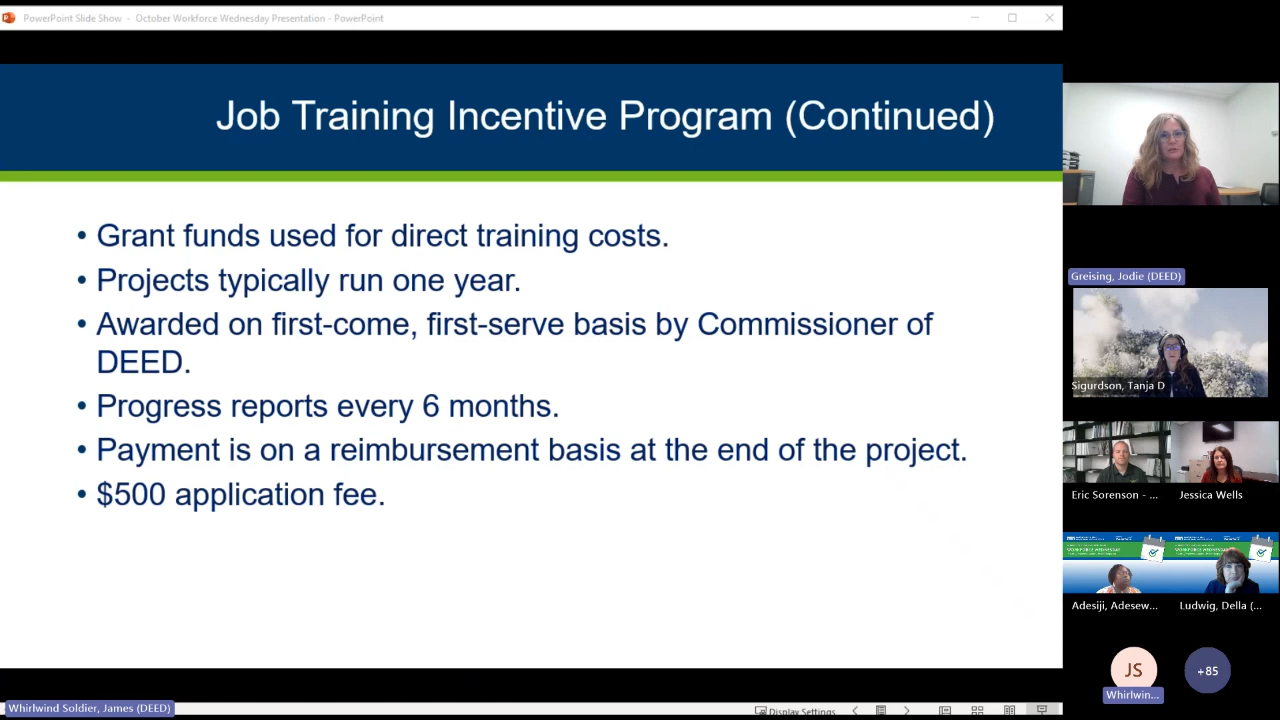 PowerPoint Slide Show - October Workforce Wednesday Presentation - PowerPoint
Job Training Incentive Program (Continued)
• Grant funds used for direct training costs.
• Projects typically run one year.
• Awarded on first-come, first-serve basis by Commissioner of
DEED.
• Progress reports every 6 months.
• Payment is on a reimbursement basis at the end of the project.
• $500 application fee.
Greising, Jodie (DEED)
Sigurdson, Tanja D
Eric Sorenson - ...
Jessica Wells
WORKFORCE WEDNESDAY
WORKFORCE WEDNESDAY
Adesiji, Adesew...
Ludwig, Della (...
JS
+85
Whirlwin...
Whirlwind Soldier, James (DEED)
Display Settings